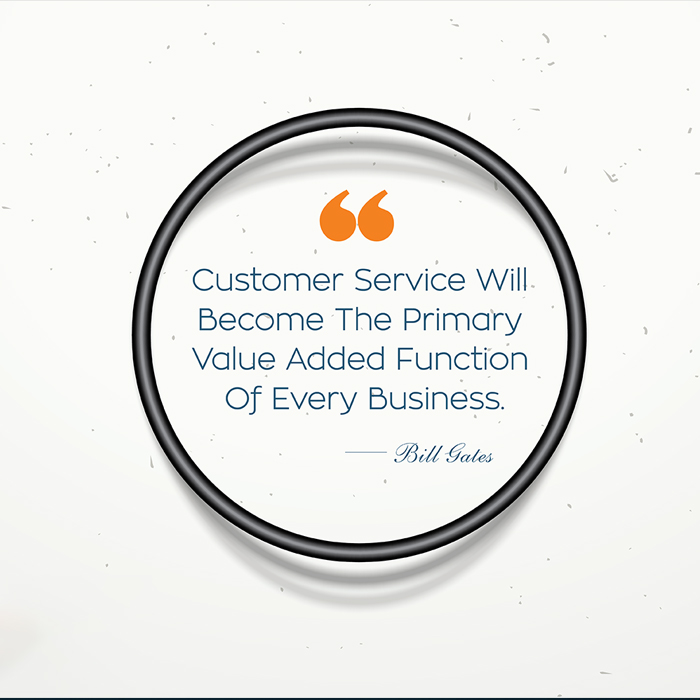 “
Customer Service Will
Become The Primary
Value Added Function
Of Every Business.
Bill Gates